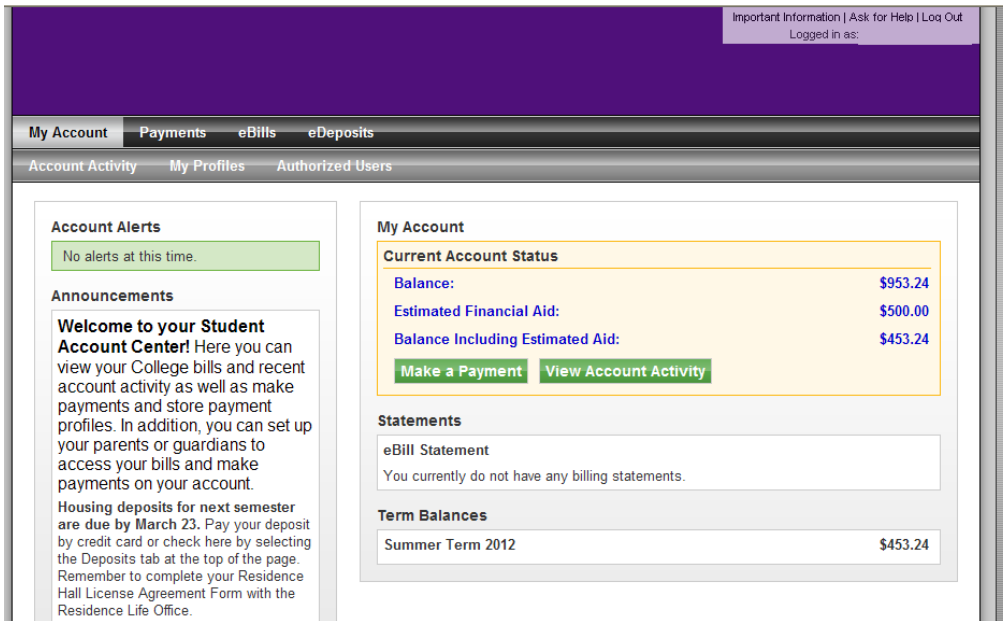 Important Information | Ask for Help | Log Out
Logged in as:
My Account Payments eBills eDeposits
Account Activity My Profiles Authorized Users
Account Alerts
No alerts at this time.
Announcements
Welcome to your Student
Account Center! Here you can
view your College bills and recent
account activity as well as make
payments and store payment
profiles. In addition, you can set up
your parents or guardians to
access your bills and make
payments on your account.
Housing deposits for next semester
are due by March 23. Pay your deposit
by credit card or check here by selecting
the Deposits tab at the top of the page.
Remember to complete your Residence
Hall License Agreement Form with the
Residence Life Office.
My Account
Current Account Status
Balance: $953.24
Estimated Financial Aid: $500.00
Balance Including Estimated Aid: $453.24
Make a Payment View Account Activity
Statements
eBill Statement
You currently do not have any billing statements.
Term Balances
Summer Term 2012 $453.24